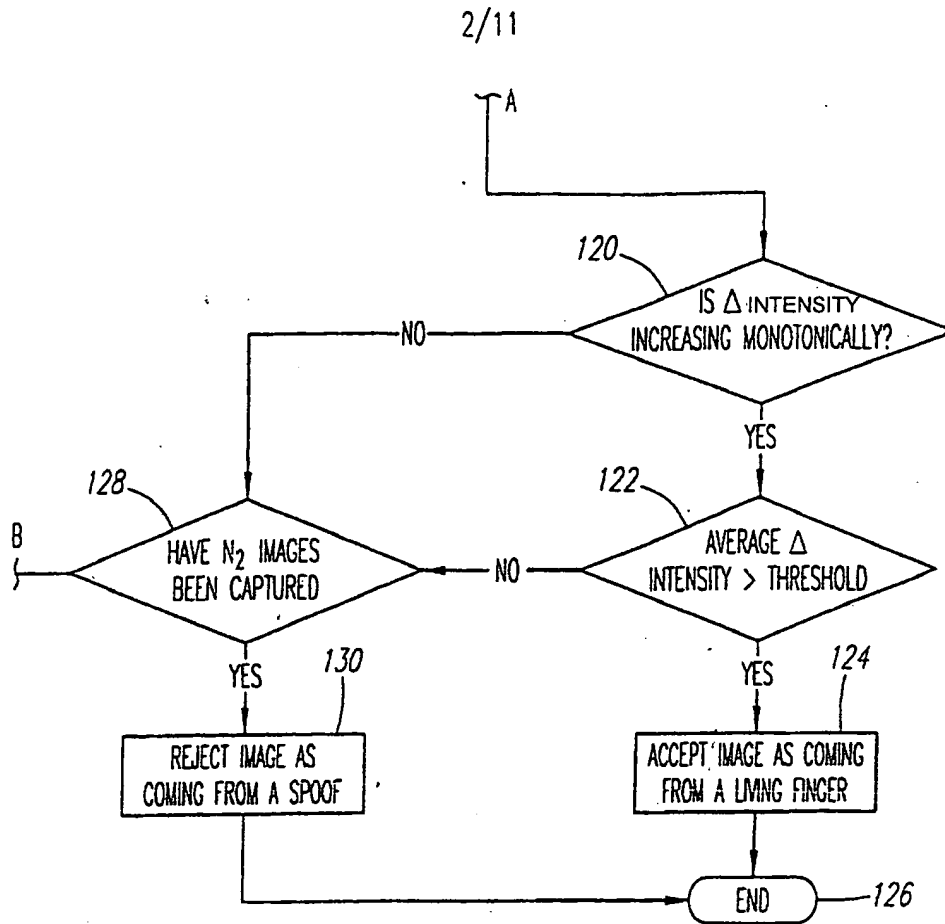 2/11
A
120
IS Δ INTENSITY
INCREASING MONOTONICALLY?
NO
YES
128
122
B
HAVE N₂ IMAGES
BEEN CAPTURED
NO
AVERAGE Δ
INTENSITY > THRESHOLD
YES
130
YES
124
REJECT IMAGE AS
COMING FROM A SPOOF
ACCEPT IMAGE AS COMING
FROM A LIVING FINGER
END
126